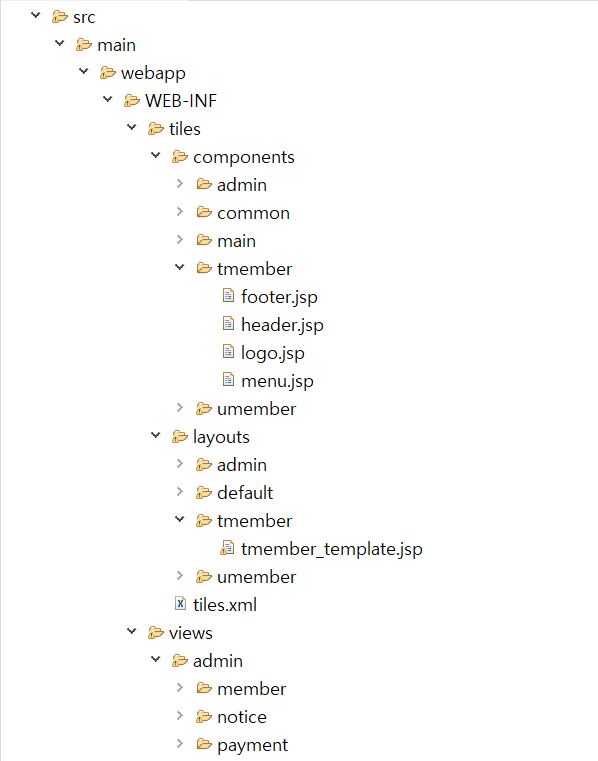 src
main
webapp
WEB-INF
tiles
components
admin
common
main
tmember
footer.jsp
header.jsp
logo.jsp
menu.jsp
umember
layouts
admin
default
tmember
tmember_template.jsp
umember
tiles.xml
views
admin
member
notice
payment